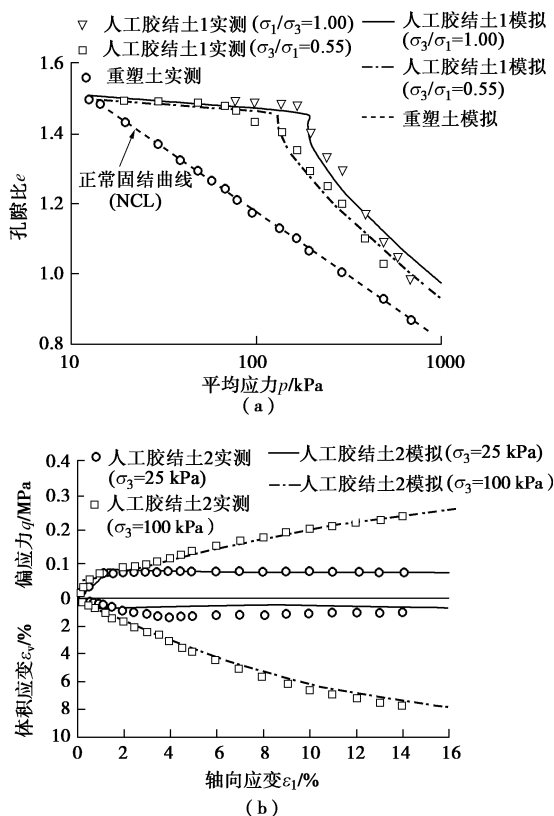 人工胶结土1实测(σ1/σ3=1.00)
人工胶结土1实测(σ3/σ1=0.55)
重塑土实测
人工胶结土1模拟
(σ3/σ1=1.00)
人工胶结土1模拟
(σ3/σ1=0.55)
重塑土模拟
1.6
1.4
1.2
1.0
0.8
孔隙比e
正常固结曲线
(NCL)
10
100
1000
平均应力p/kPa
(a)
人工胶结土2实测
(σ3=25 kPa)
人工胶结土2实测
(σ3=100 kPa)
人工胶结土2模拟(σ3=25 kPa)
人工胶结土2模拟(σ3=100 kPa)
0.4
0.3
0.2
0.1
0
2
4
6
8
10
偏应力q/MPa
体积应变εv/%
0
2
4
6
8
10
12
14
16
轴向应变ε1/%
(b)